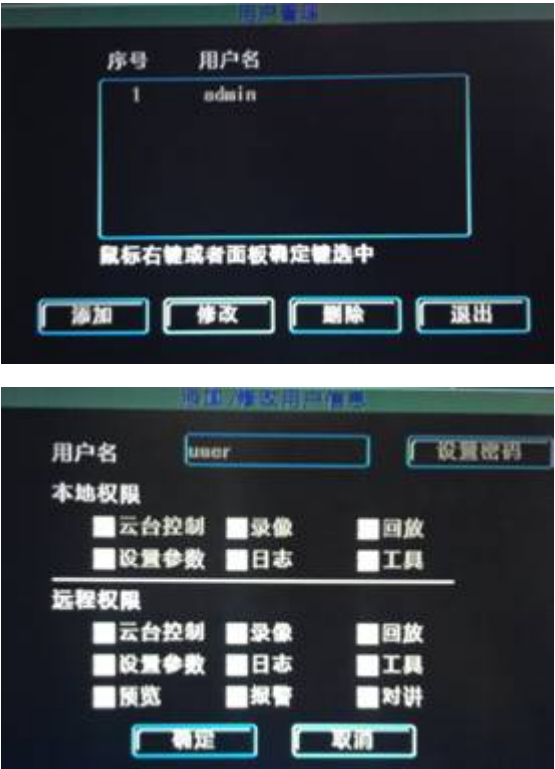 用户管理
序号 用户名
1 admin
鼠标右键或者面板确定键选中
添加 修改 删除 退出
添加/修改用户信息
用户名 user 设置密码
本地权限
云台控制 录像 回放
设置参数 日志 工具
远程权限
云台控制 录像 回放
设置参数 日志 工具
预览 报警 对讲
确定 取消